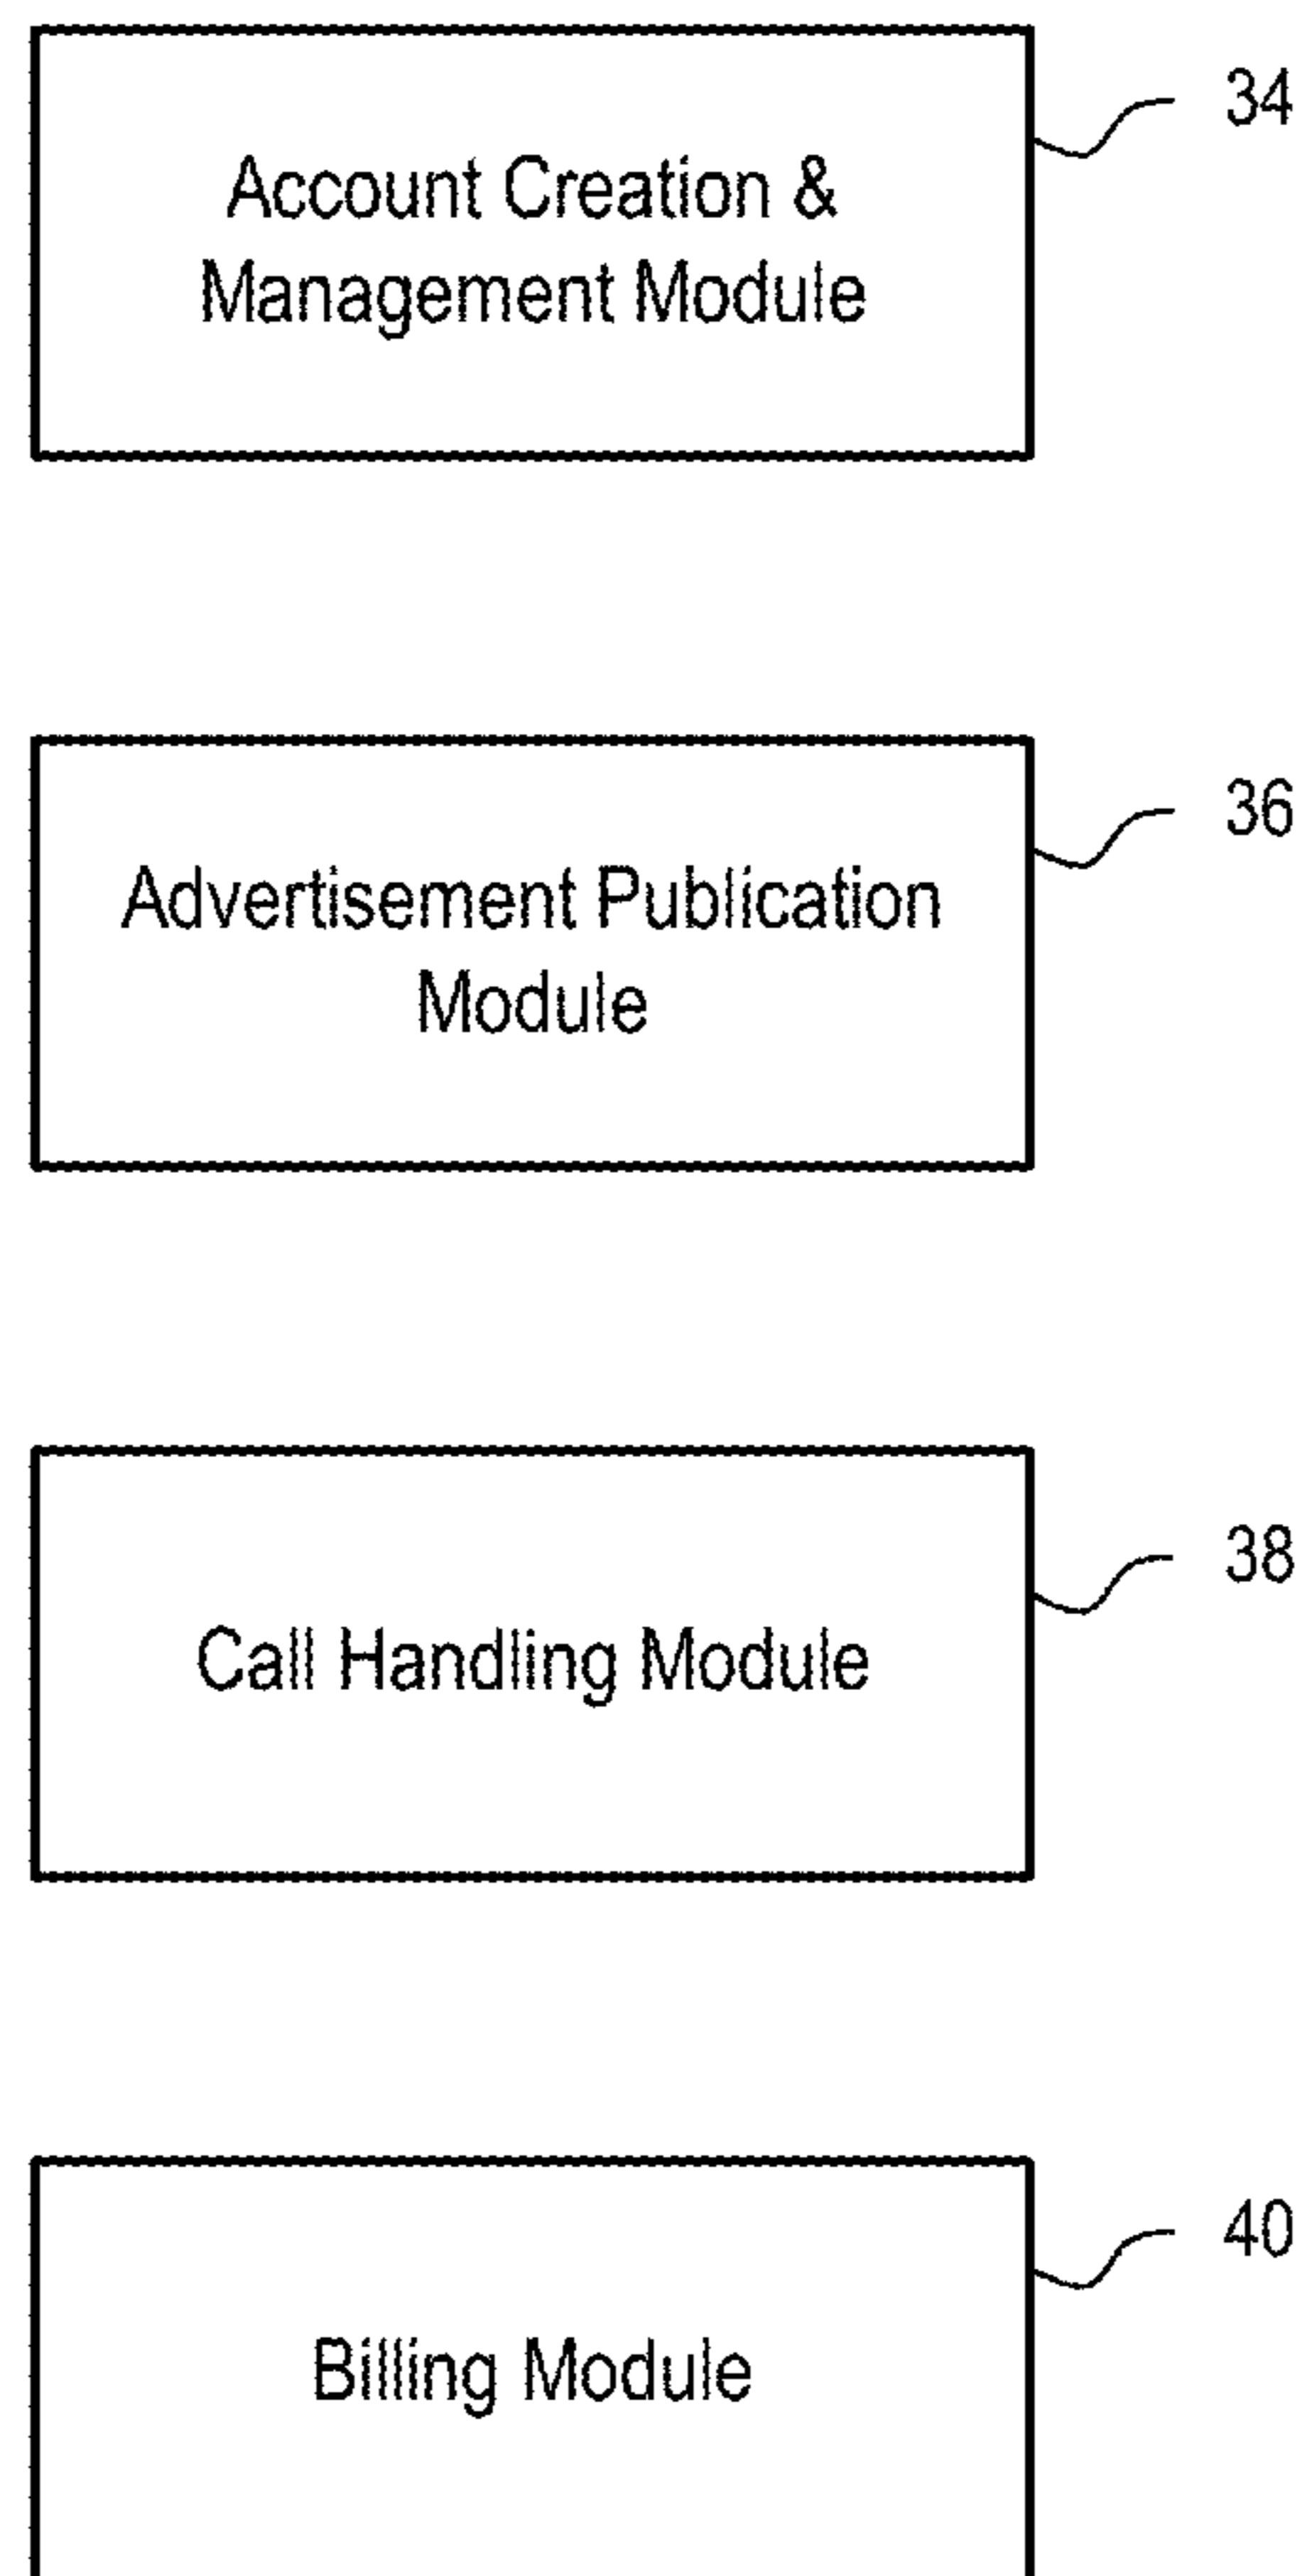 34
Account Creation &
Management Module
36
Advertisement Publication
Module
38
Call Handling Module
40
Billing Module